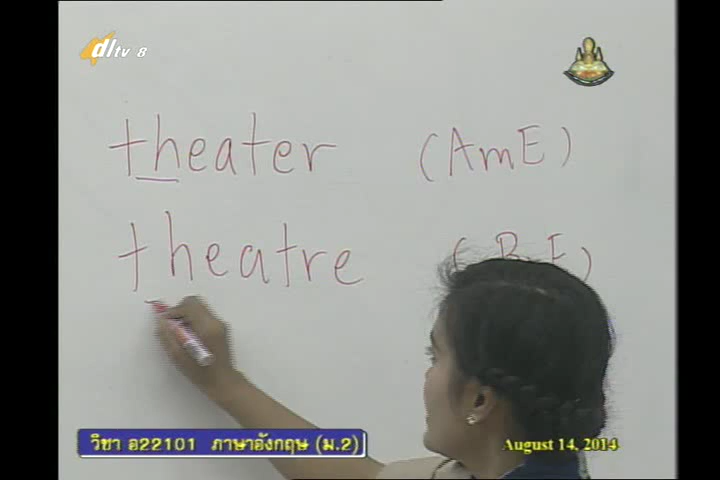 dltv 8
theater (AmE)
theatre (BrE)
วิชา อ22101 ภาษาอังกฤษ (ม.2)
August 14, 2014